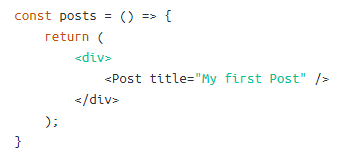 const posts = () => {
    return (
        <div>
            <Post title="My first Post" />
        </div>
    );
}